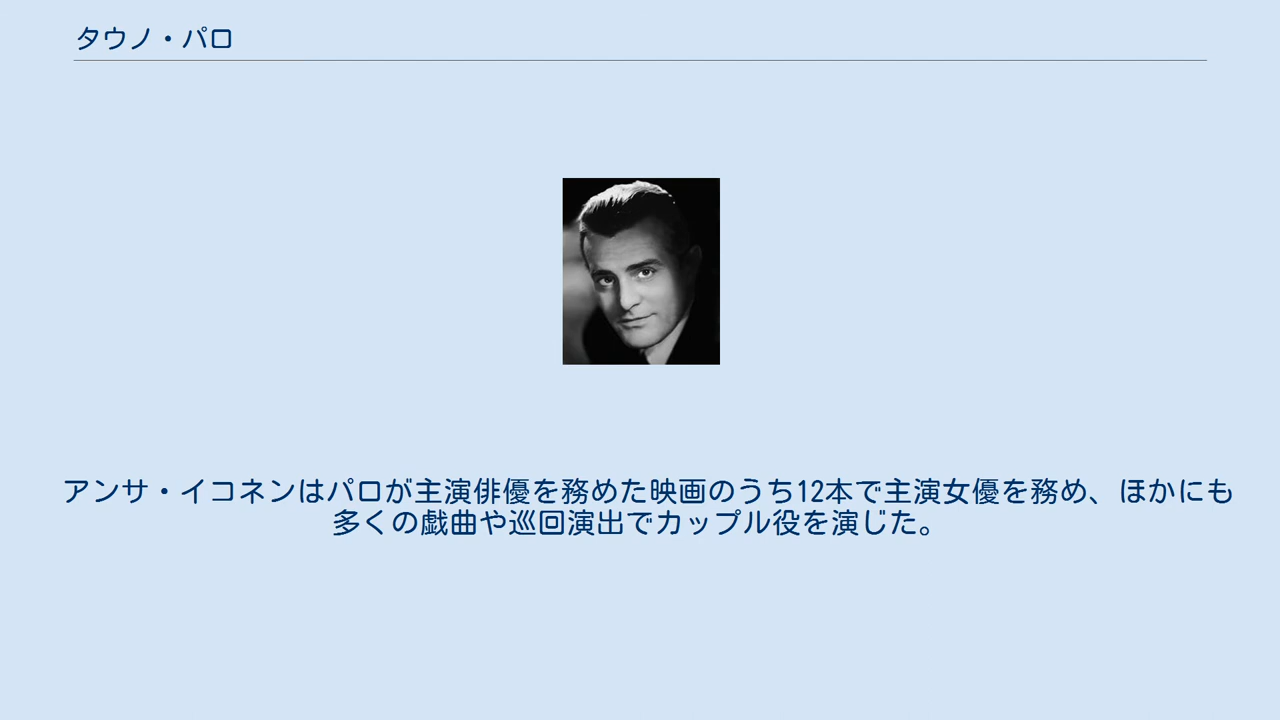 タウノ・パロ
アンサ・イコネンはパロが主演俳優を務めた映画のうち12本で主演女優を務め、ほかにも
多くの戯曲や巡回演出でカップル役を演じた。